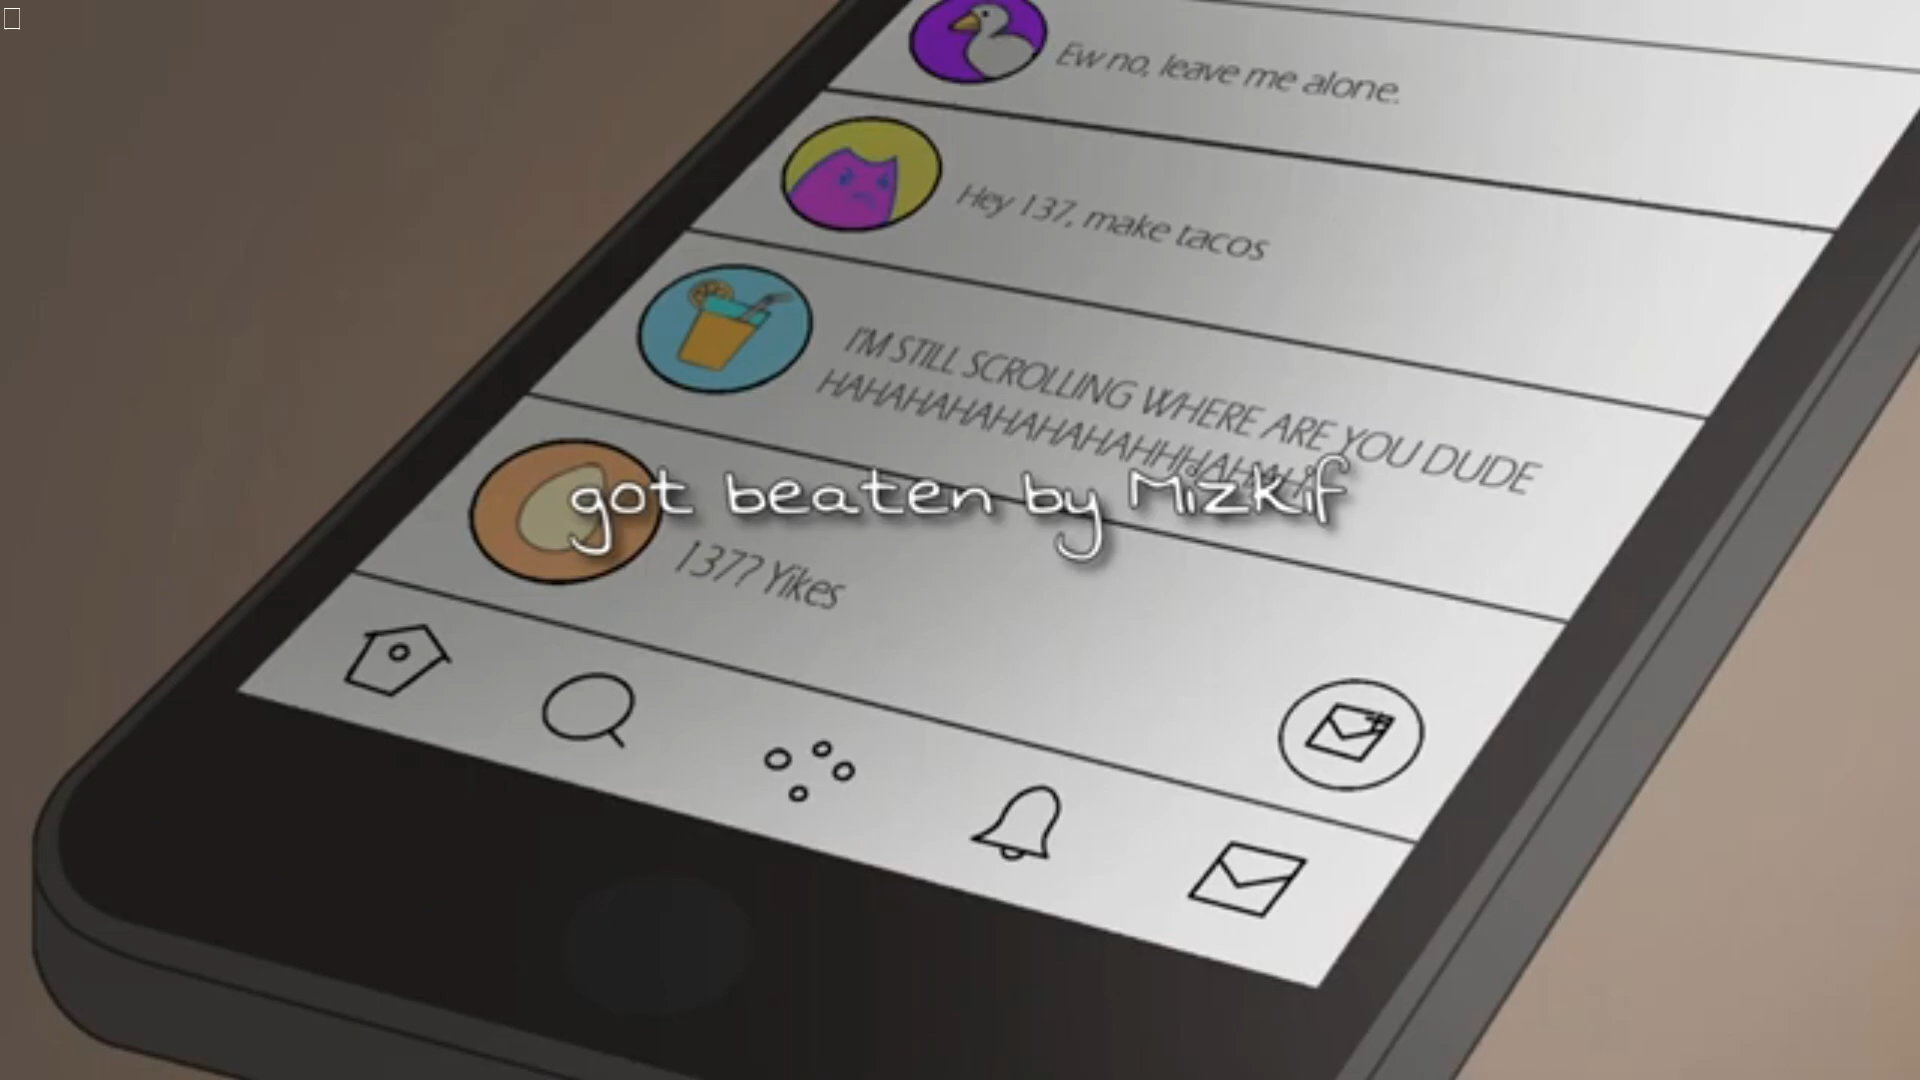 Ew no, leave me alone.
Hey 137, make tacos
I'M STILL SCROLLING WHERE ARE YOU DUDE
got beaten by Mizkif
137? Yikes